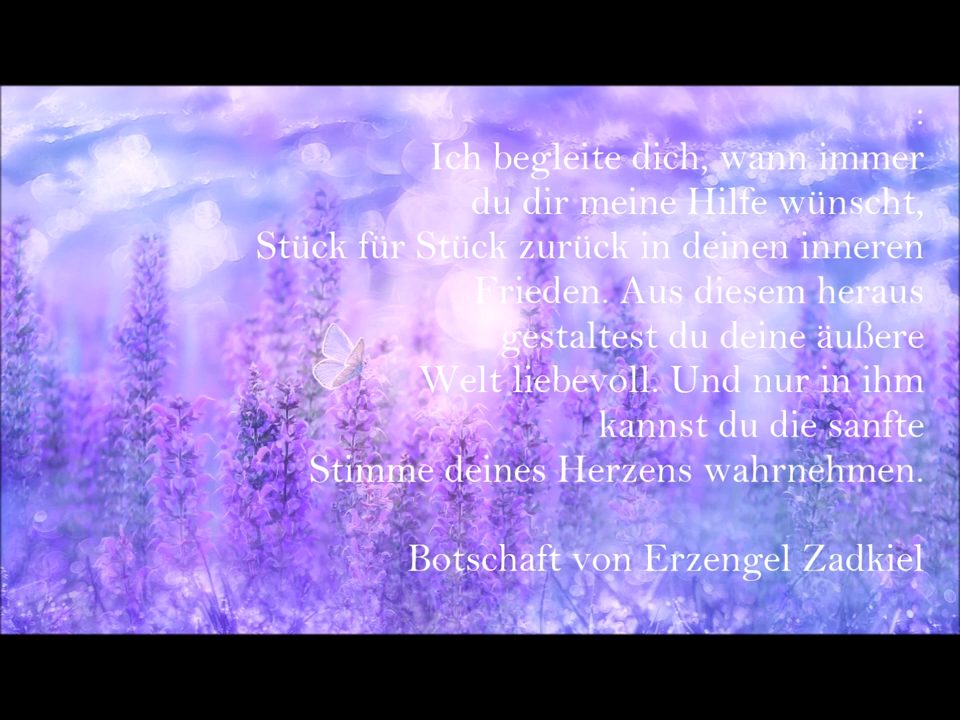 :
Ich begleite dich, wann immer
du dir meine Hilfe wünscht,
Stück für Stück zurück in deinen inneren
Frieden. Aus diesem heraus
gestaltest du deine äußere
Welt liebevoll. Und nur in ihm
kannst du die sanfte
Stimme deines Herzens wahrnehmen.
Botschaft von Erzengel Zadkiel